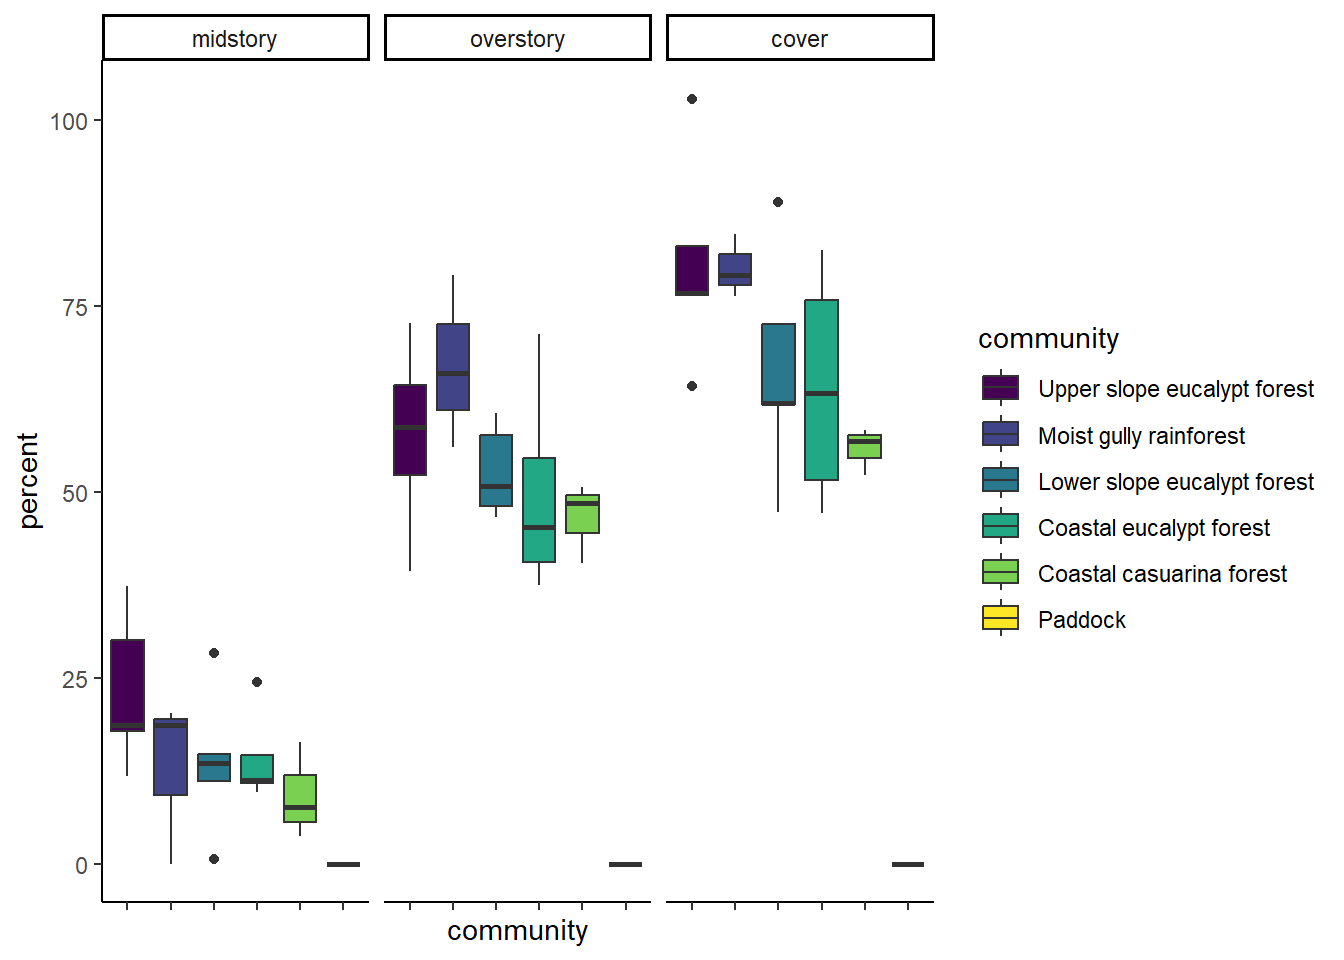 midstory
overstory
cover
100
75
50
25
0
percent
community
community
Upper slope eucalypt forest
Moist gully rainforest
Lower slope eucalypt forest
Coastal eucalypt forest
Coastal casuarina forest
Paddock